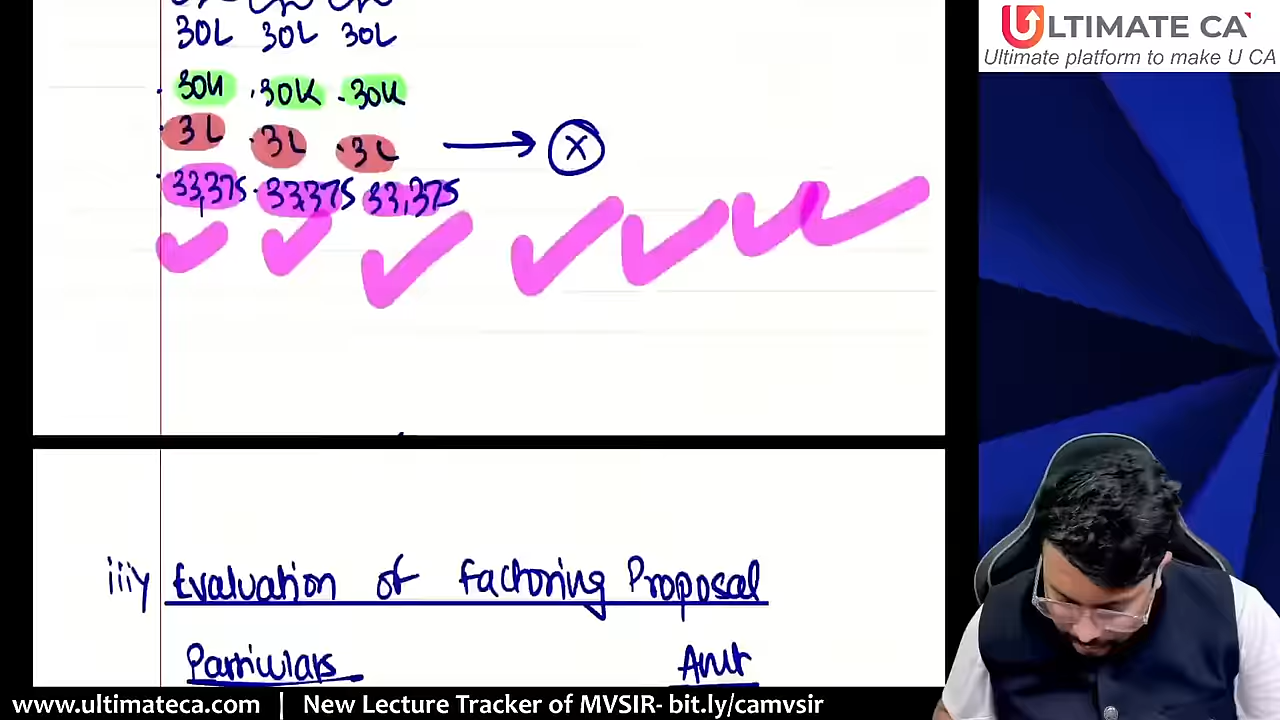 30L 30L 30L
30K 30K 30K
3L 3L 3L → X
33,375 33,375 33,375
iii) Evaluation of Factoring Proposal
Particulars Amt
ULTIMATE CA
Ultimate platform to make U CA
www.ultimateca.com | New Lecture Tracker of MVSIR- bit.ly/camvsir